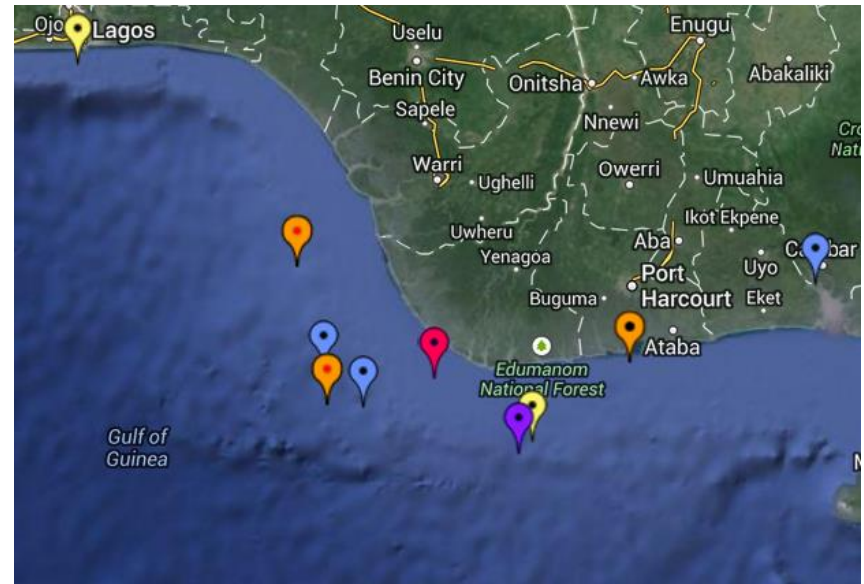 Ojo
Lagos
Uselu
Enugu
Benin City
Onitsha
Awka
Abakaliki
Sapele
Nnewi
Warri
Ughelli
Owerri
Umuahia
Uwheru
Ikot Ekpene
Aba
Yenagoa
Uyo
Port
Harcourt
Buguma
Eket
Ataba
Edumanom
National Forest
Gulf of
Guinea